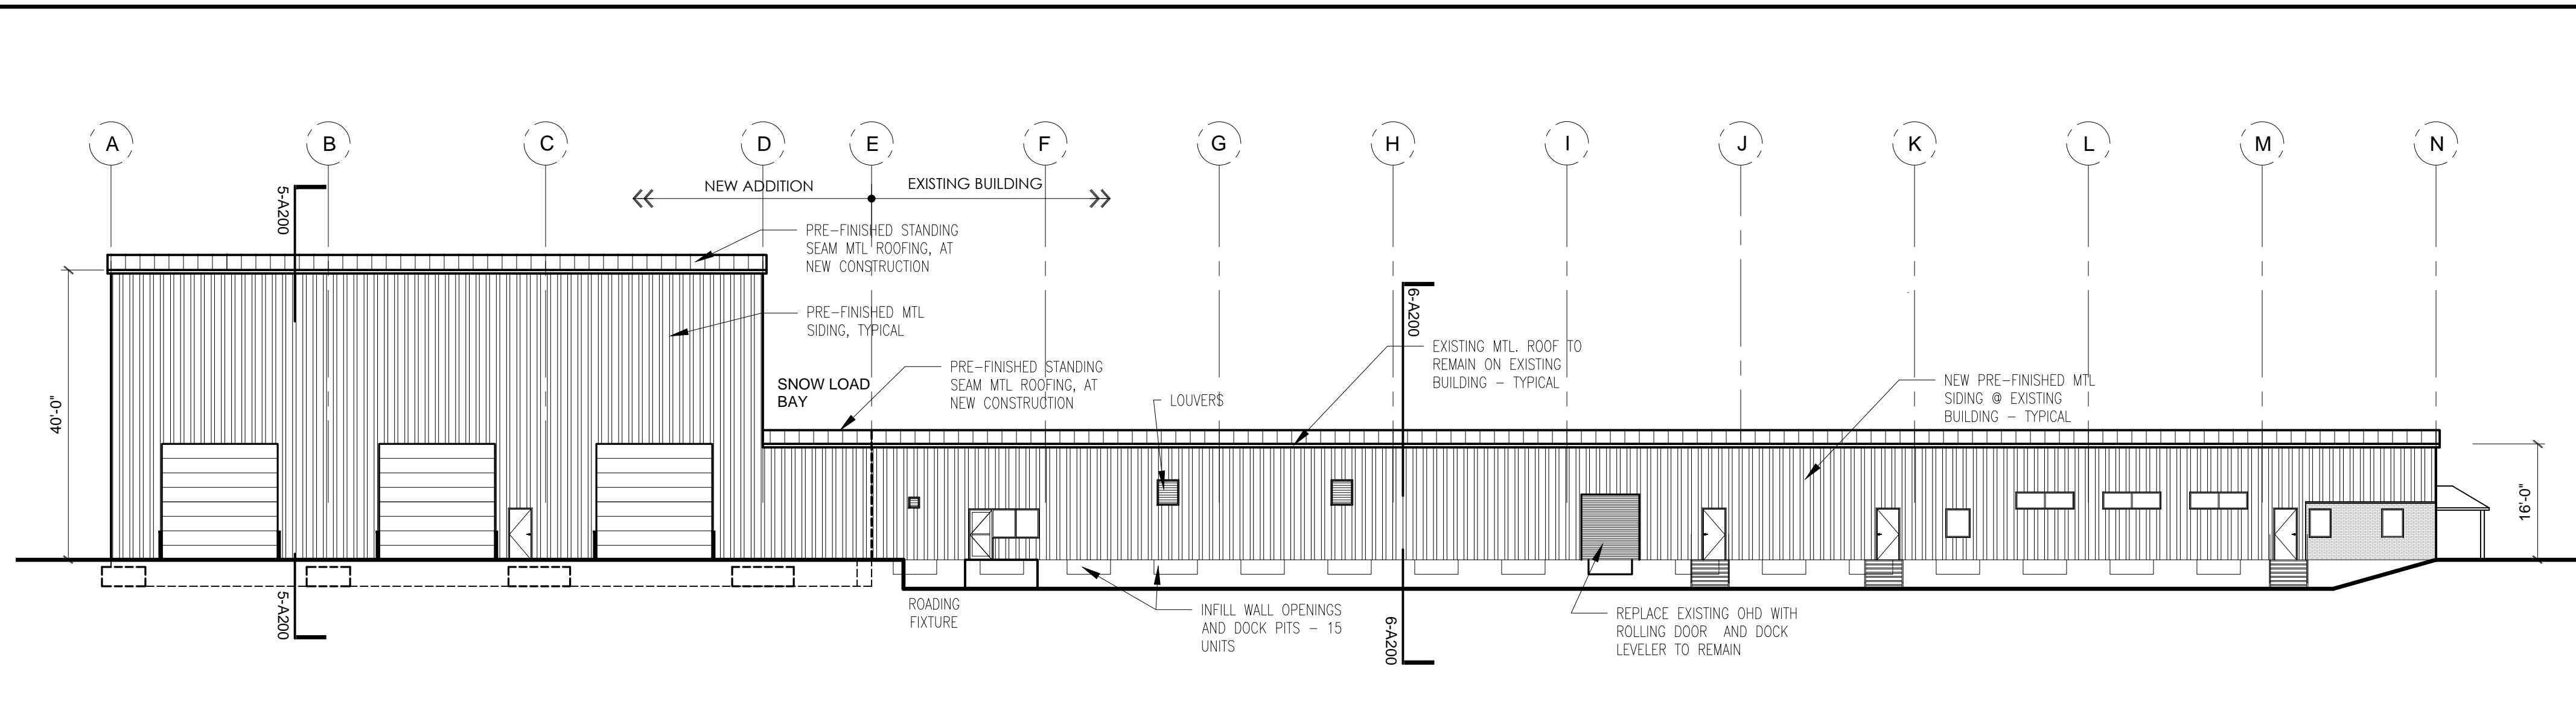 A B C D E F G H I J K L M N
NEW ADDITION
EXISTING BUILDING
5-A200
PRE-FINISHED STANDING
SEAM MTL ROOFING, AT
NEW CONSTRUCTION
PRE-FINISHED MTL
SIDING, TYPICAL
6-A200
EXISTING MTL. ROOF TO
REMAIN ON EXISTING
BUILDING - TYPICAL
PRE-FINISHED STANDING
SEAM MTL ROOFING, AT
NEW CONSTRUCTION
SNOW LOAD
BAY
LOUVERS
NEW PRE-FINISHED MTL
SIDING @ EXISTING
BUILDING - TYPICAL
40'-0"
16'-0"
5-A200
ROADING
FIXTURE
INFILL WALL OPENINGS
AND DOCK PITS - 15
UNITS
6-A200
REPLACE EXISTING OHD WITH
ROLLING DOOR AND DOCK
LEVELER TO REMAIN